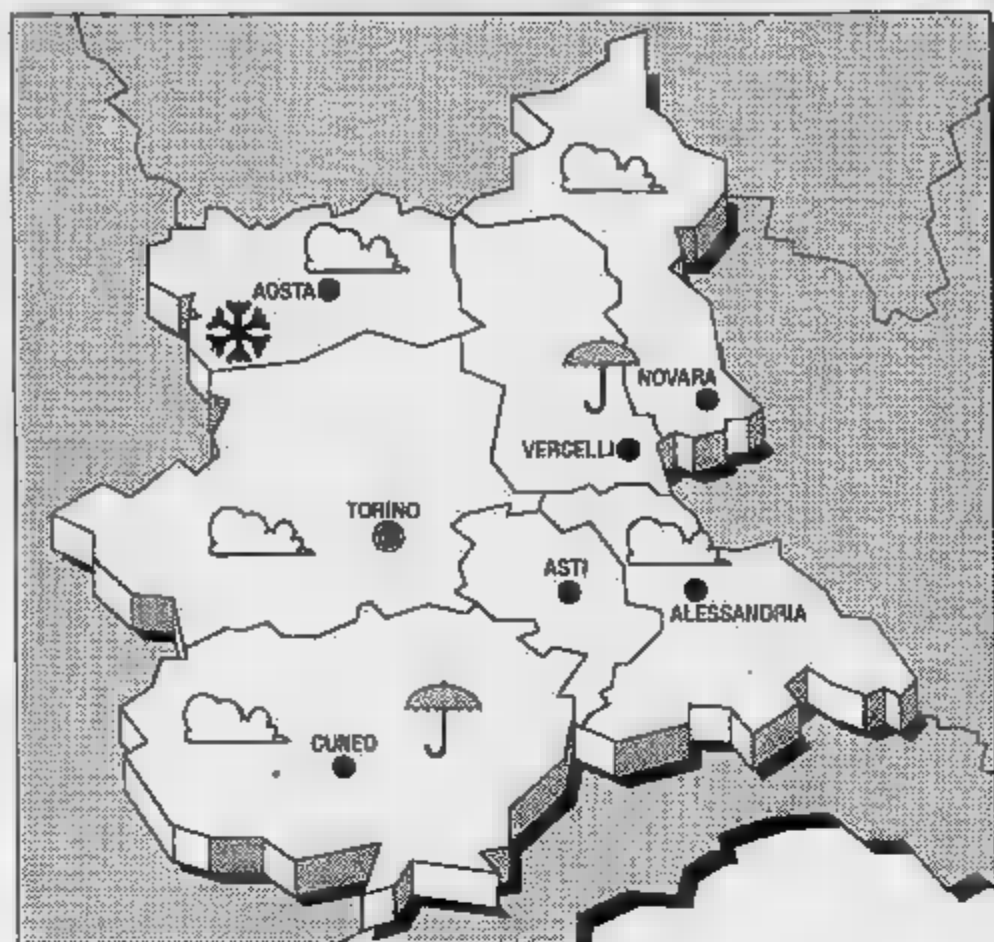 AOSTA
NOVARA
VERCELLI
TORINO
ASTI
ALESSANDRIA
CUNEO